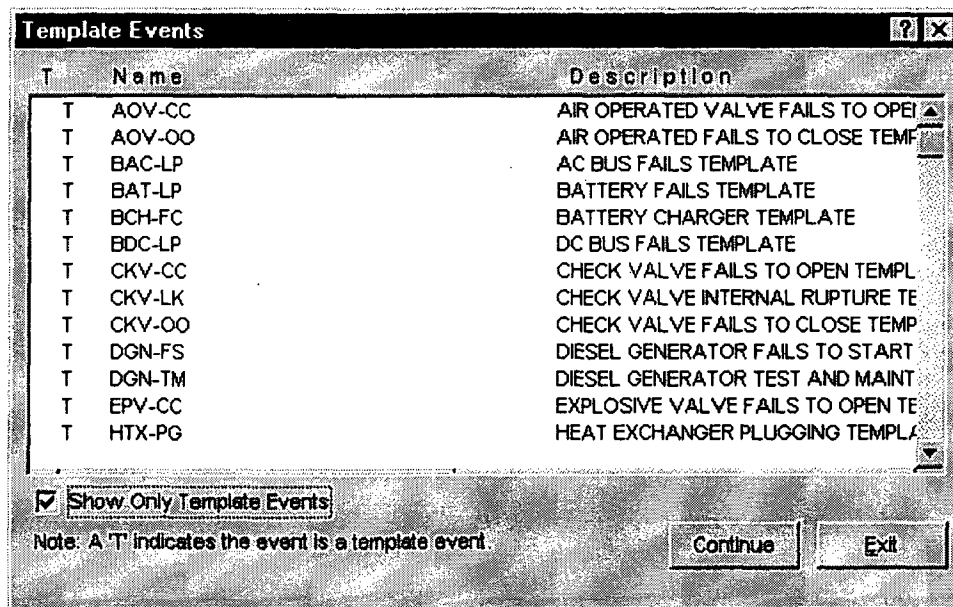 Template Events
T Name Description
T AOV-CC AIR OPERATED VALVE FAILS TO OPEI
T AOV-OO AIR OPERATED FAILS TO CLOSE TEMF
T BAC-LP AC BUS FAILS TEMPLATE
T BAT-LP BATTERY FAILS TEMPLATE
T BCH-FC BATTERY CHARGER TEMPLATE
T BDC-LP DC BUS FAILS TEMPLATE
T CKV-CC CHECK VALVE FAILS TO OPEN TEMPL
T CKV-LK CHECK VALVE INTERNAL RUPTURE TE
T CKV-OO CHECK VALVE FAILS TO CLOSE TEMP
T DGN-FS DIESEL GENERATOR FAILS TO START
T DGN-TM DIESEL GENERATOR TEST AND MAINT
T EPV-CC EXPLOSIVE VALVE FAILS TO OPEN TE
T HTX-PG HEAT EXCHANGER PLUGGING TEMPLA
Show Only Template Events
Note: A 'T' indicates the event is a template event.
Continue Exit